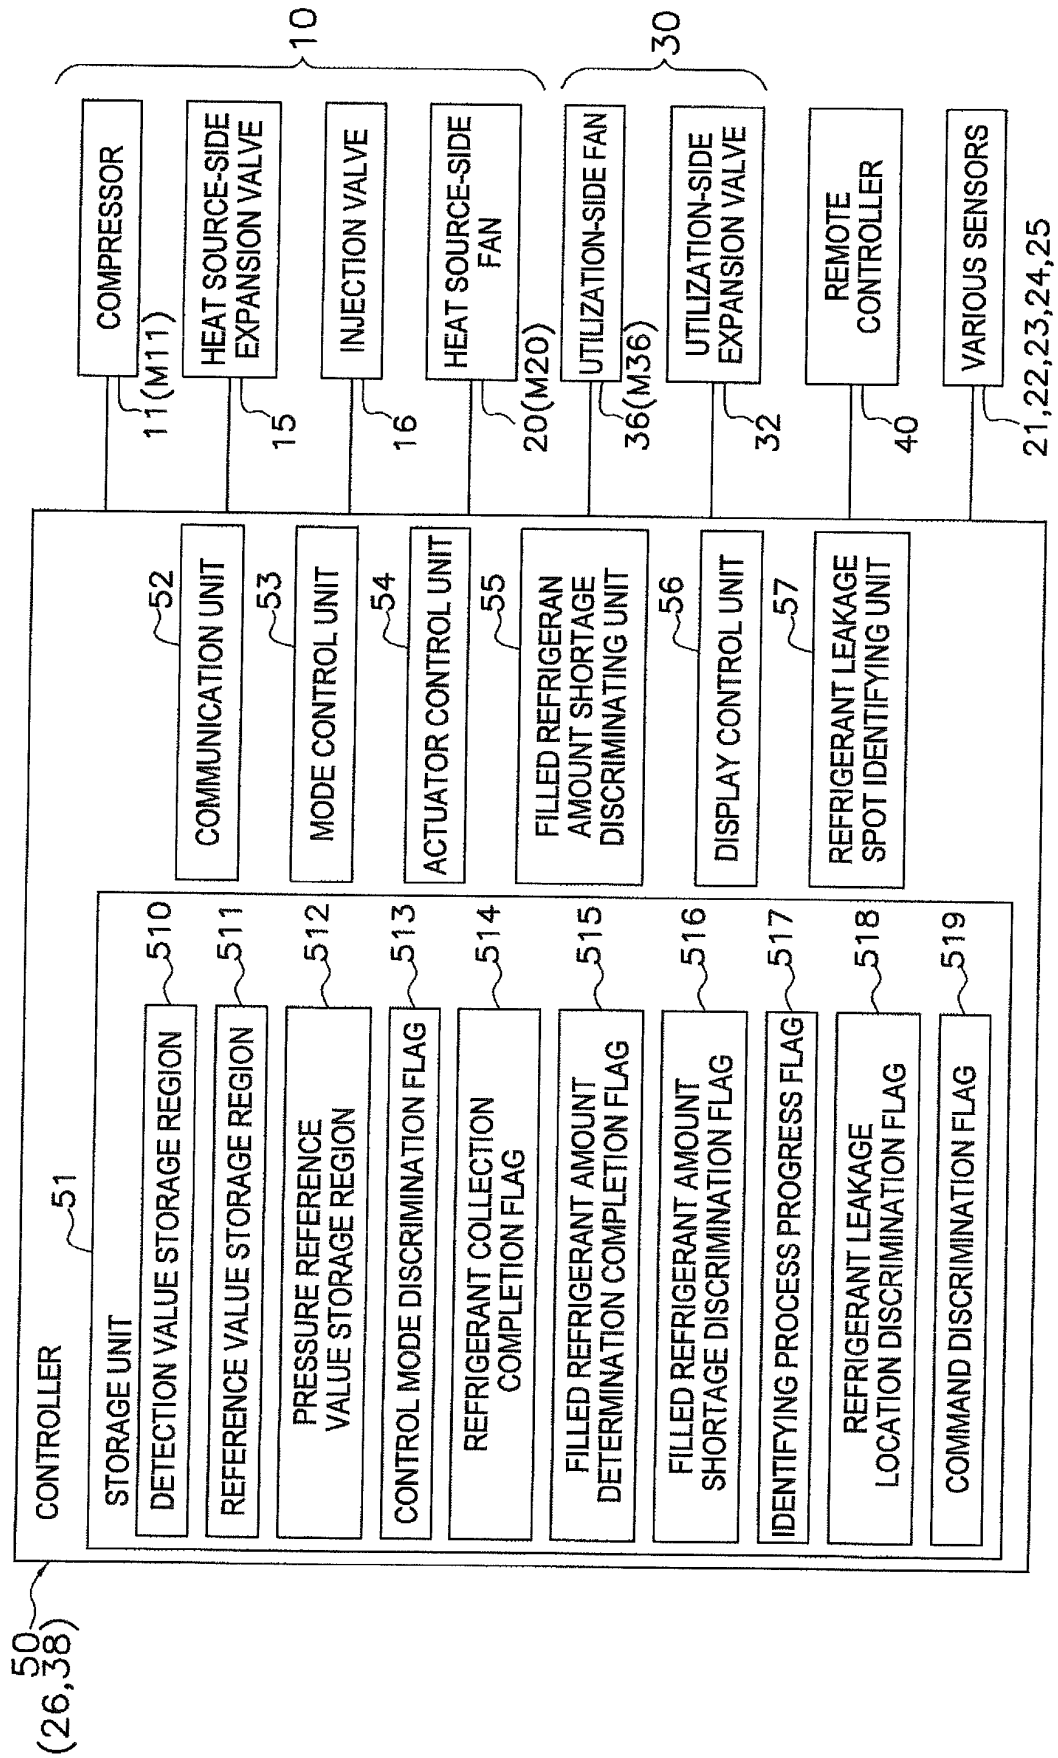 50
(26,38)
CONTROLLER
STORAGE UNIT
51
DETECTION VALUE STORAGE REGION
510
REFERENCE VALUE STORAGE REGION
511
PRESSURE REFERENCE
VALUE STORAGE REGION
512
CONTROL MODE DISCRIMINATION FLAG
513
REFRIGERANT COLLECTION
COMPLETION FLAG
514
FILLED REFRIGERANT AMOUNT
DETERMINATION COMPLETION FLAG
515
FILLED REFRIGERANT AMOUNT
SHORTAGE DISCRIMINATION FLAG
516
IDENTIFYING PROCESS PROGRESS FLAG
517
REFRIGERANT LEAKAGE
LOCATION DISCRIMINATION FLAG
518
COMMAND DISCRIMINATION FLAG
519
COMMUNICATION UNIT
52
MODE CONTROL UNIT
53
ACTUATOR CONTROL UNIT
54
FILLED REFRIGERAN
AMOUNT SHORTAGE
DISCRIMINATING UNIT
55
DISPLAY CONTROL UNIT
56
REFRIGERANT LEAKAGE
SPOT IDENTIFYING UNIT
57
COMPRESSOR
11(M11)
HEAT SOURCE-SIDE
EXPANSION VALVE
15
INJECTION VALVE
16
HEAT SOURCE-SIDE
FAN
20(M20)
10
UTILIZATION-SIDE FAN
36(M36)
UTILIZATION-SIDE
EXPANSION VALVE
32
30
REMOTE
CONTROLLER
40
VARIOUS SENSORS
21,22,23,24,25